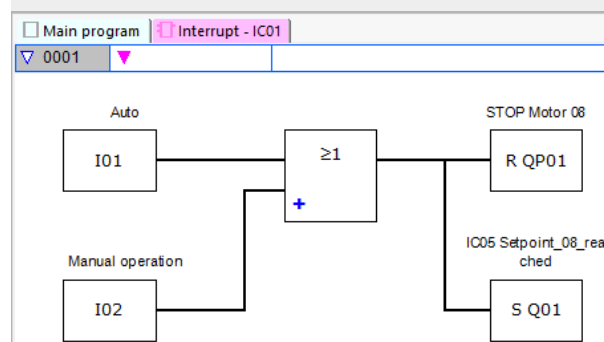 Main program
Interrupt - IC01
0001
Auto
STOP Motor 08
I01
≥1
R QP01
+
Manual operation
IC05 Setpoint_08_rea
ched
I02
S Q01